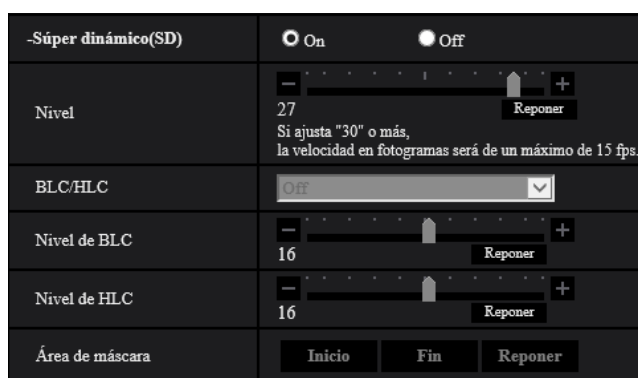 -Súper dinámico(SD)
On Off
Nivel
27 Reponer
Si ajusta "30" o más,
la velocidad en fotogramas será de un máximo de 15 fps.
BLC/HLC
Off
Nivel de BLC
16 Reponer
Nivel de HLC
16 Reponer
Área de máscara
Inicio Fin Reponer